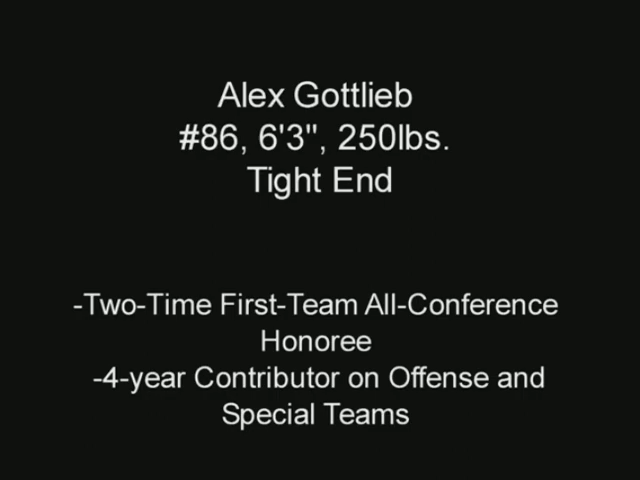 Alex Gottlieb
#86, 6'3", 250lbs.
Tight End
-Two-Time First-Team All-Conference
Honoree
-4-year Contributor on Offense and
Special Teams